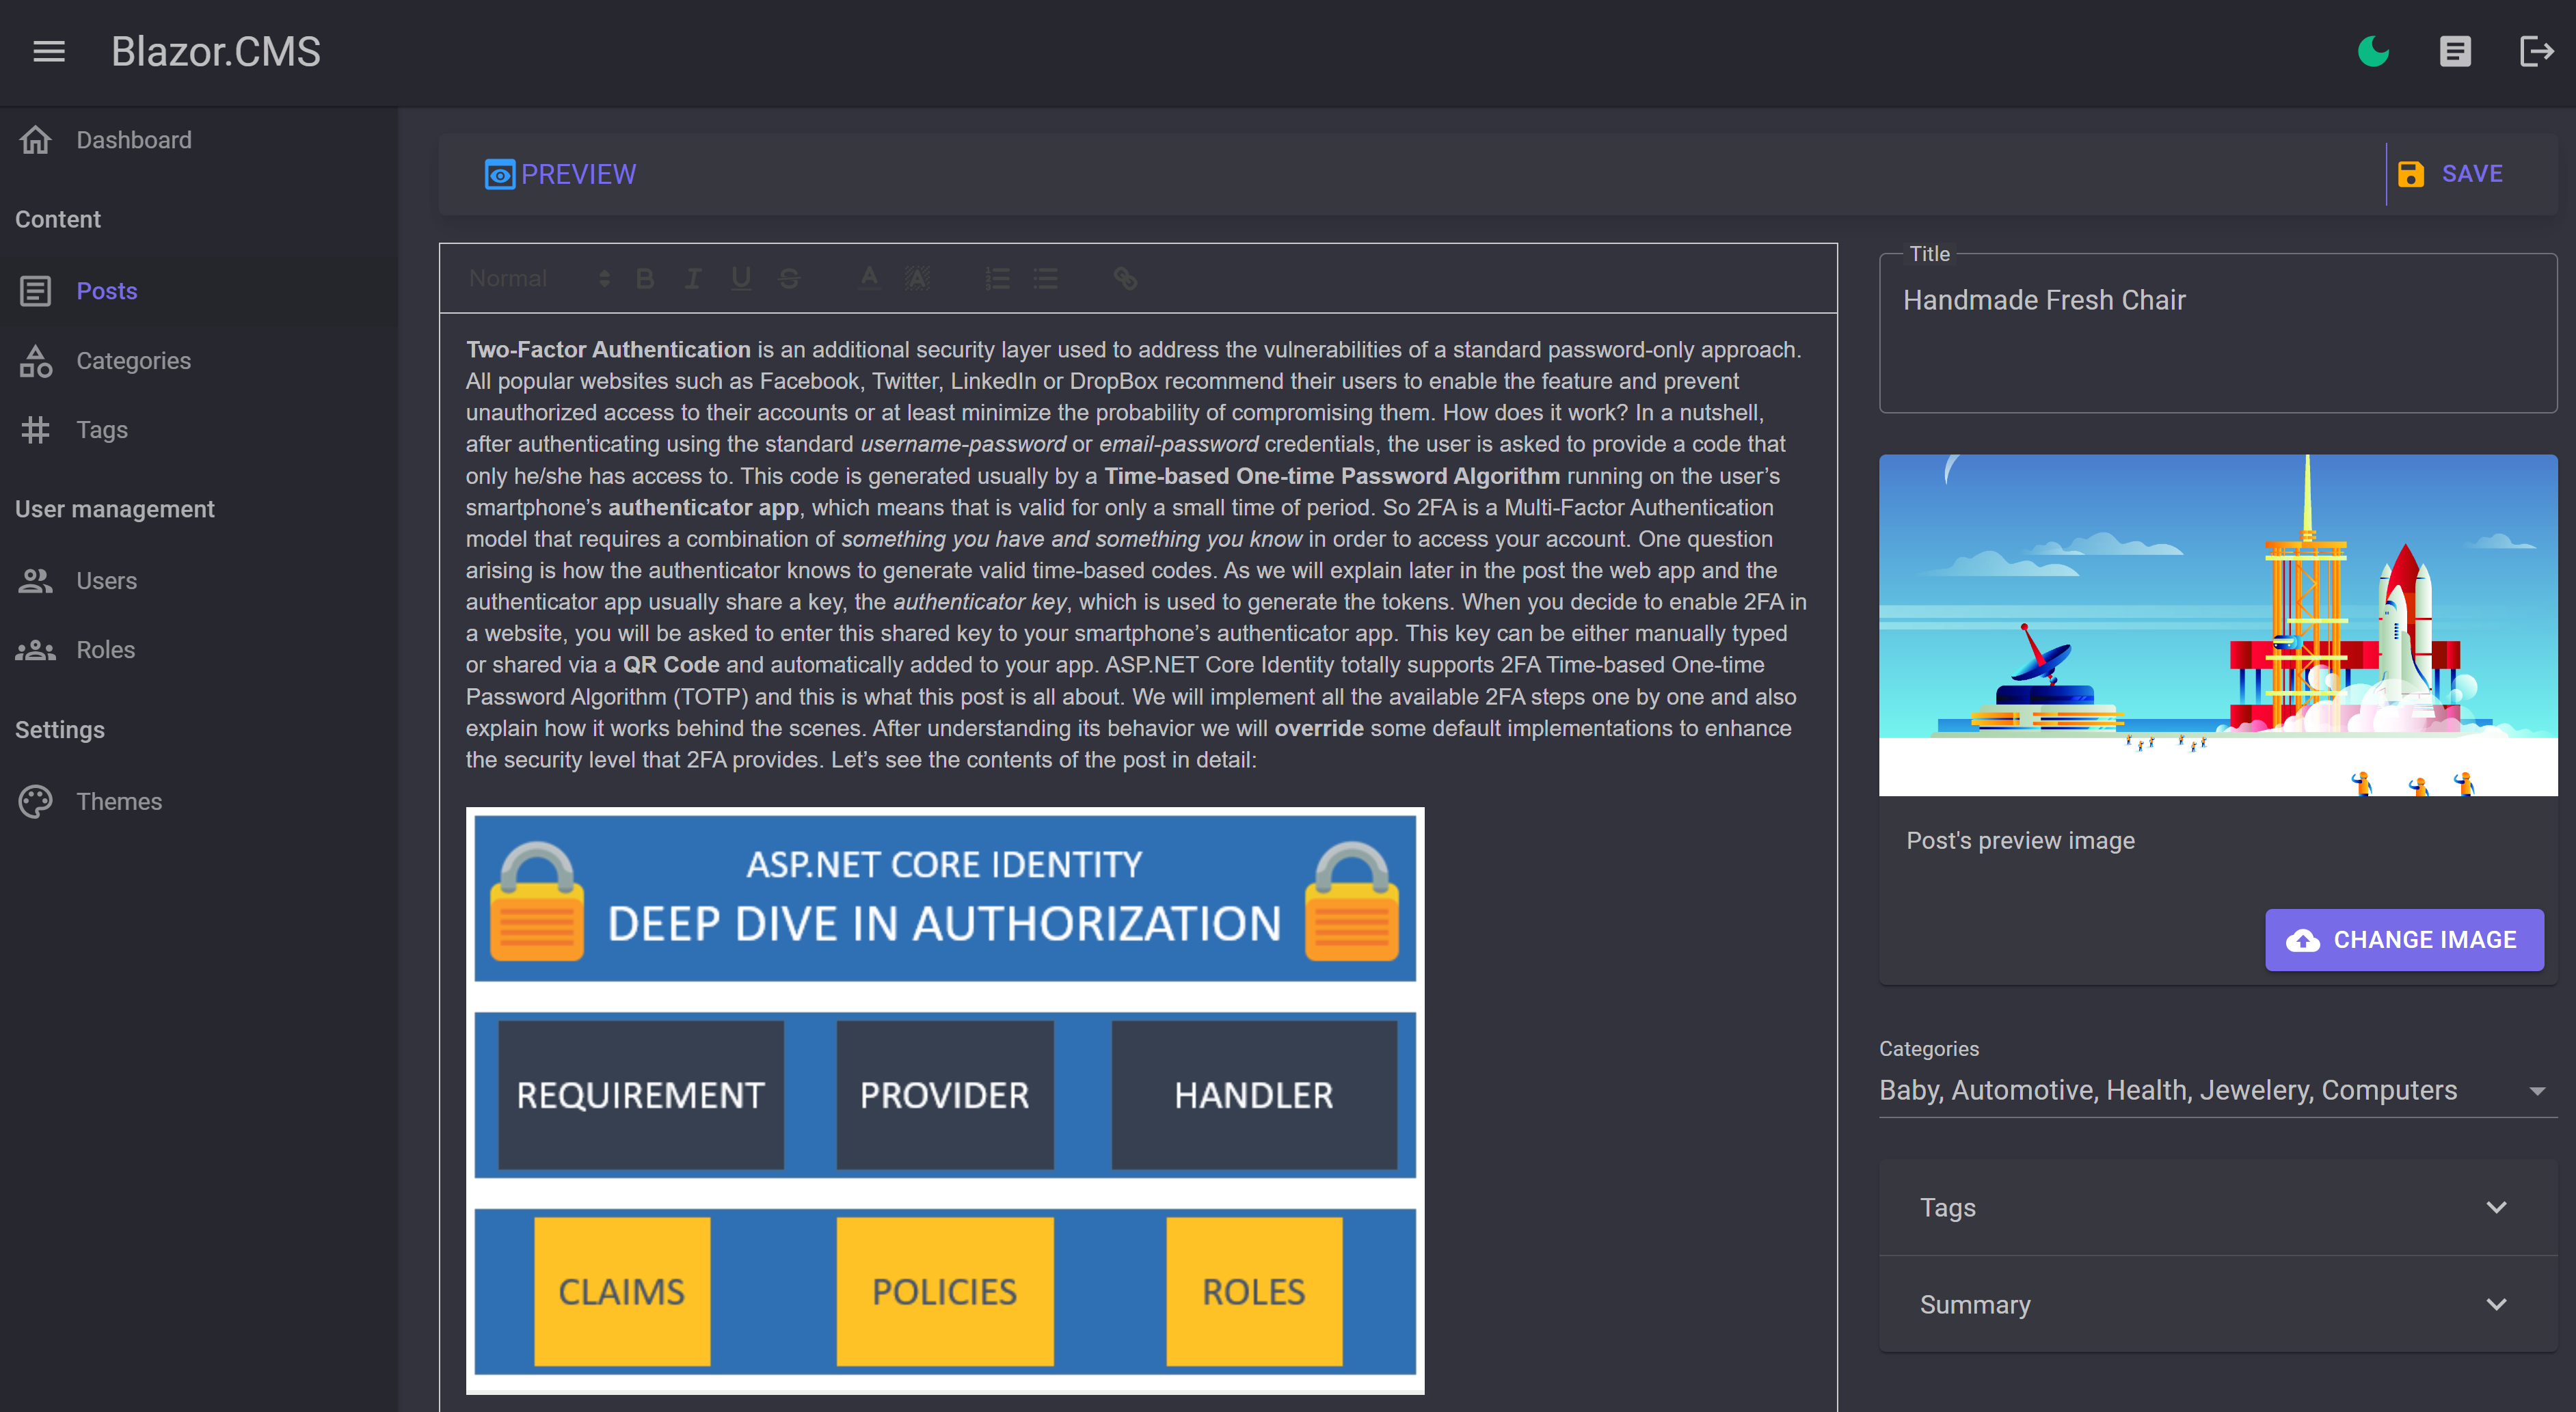 Blazor.CMS
Dashboard
Content
Posts
Categories
Tags
User management
Users
Roles
Settings
Themes
PREVIEW
SAVE
Normal
Two-Factor Authentication is an additional security layer used to address the vulnerabilities of a standard password-only approach.
All popular websites such as Facebook, Twitter, LinkedIn or DropBox recommend their users to enable the feature and prevent
unauthorized access to their accounts or at least minimize the probability of compromising them. How does it work? In a nutshell,
after authenticating using the standard username-password or email-password credentials, the user is asked to provide a code that
only he/she has access to. This code is generated usually by a Time-based One-time Password Algorithm running on the user’s
smartphone’s authenticator app, which means that is valid for only a small time of period. So 2FA is a Multi-Factor Authentication
model that requires a combination of something you have and something you know in order to access your account. One question
arising is how the authenticator knows to generate valid time-based codes. As we will explain later in the post the web app and the
authenticator app usually share a key, the authenticator key, which is used to generate the tokens. When you decide to enable 2FA in
a website, you will be asked to enter this shared key to your smartphone’s authenticator app. This key can be either manually typed
or shared via a QR Code and automatically added to your app. ASP.NET Core Identity totally supports 2FA Time-based One-time
Password Algorithm (TOTP) and this is what this post is all about. We will implement all the available 2FA steps one by one and also
explain how it works behind the scenes. After understanding its behavior we will override some default implementations to enhance
the security level that 2FA provides. Let’s see the contents of the post in detail:
ASP.NET CORE IDENTITY
DEEP DIVE IN AUTHORIZATION
REQUIREMENT PROVIDER HANDLER
CLAIMS POLICIES ROLES
Title
Handmade Fresh Chair
Post's preview image
CHANGE IMAGE
Categories
Baby, Automotive, Health, Jewelery, Computers
Tags
Summary